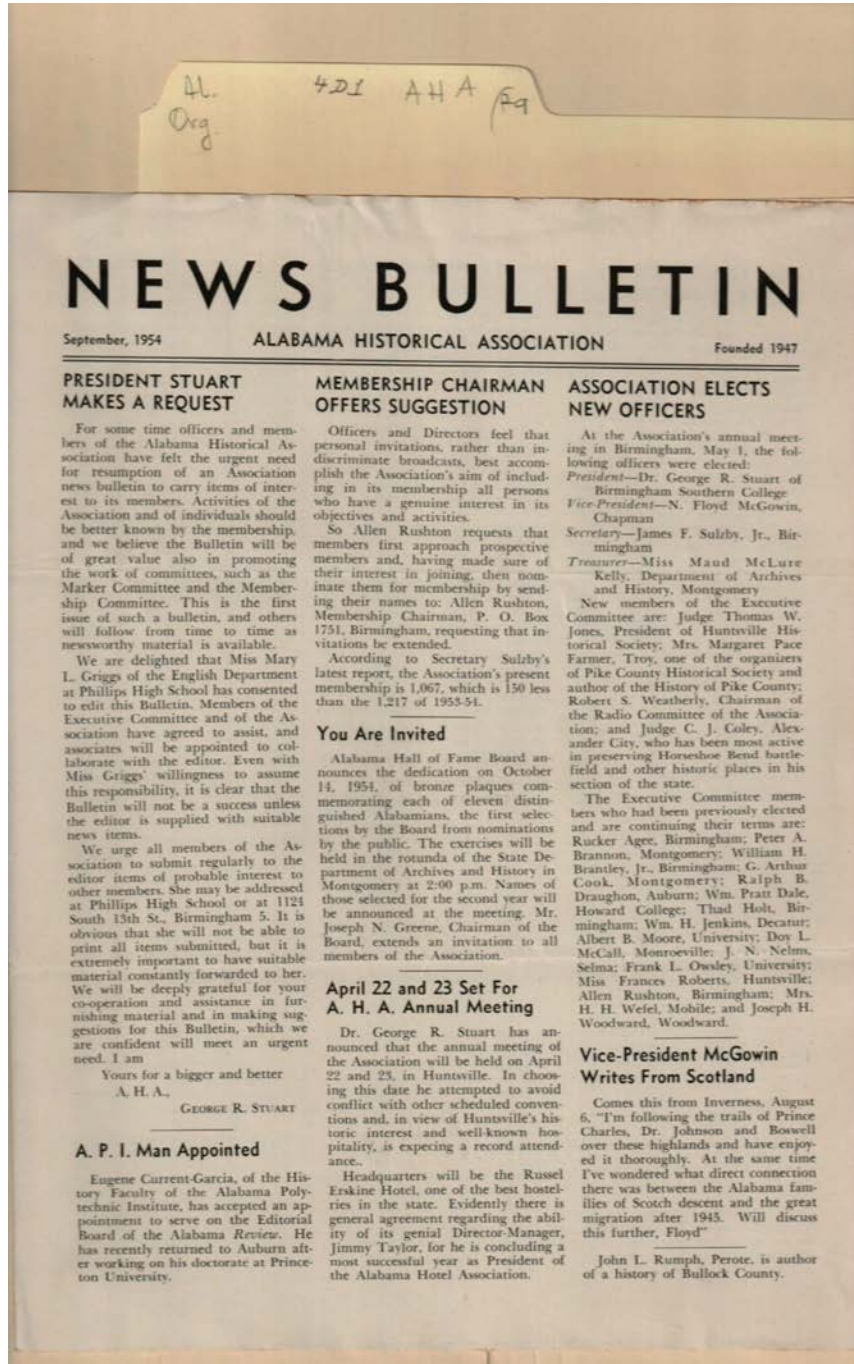 AL. 4D1 AHA
Org.
NEWS BULLETIN
September, 1954 ALABAMA HISTORICAL ASSOCIATION Founded 1947
PRESIDENT STUART
MAKES A REQUEST
For some time officers and mem-
bers of the Alabama Historical As-
sociation have felt the urgent need
for resumption of an Association
news bulletin to carry items of inter-
est to its members. Activities of the
Association and of individuals should
be better known by the membership,
and we believe the Bulletin will be
of great value also in promoting
the work of committees, such as the
Marker Committee and the Member-
ship Committee. This is the first
issue of such a bulletin, and others
will follow from time to time as
newsworthy material is available.
We are delighted that Miss Mary
L. Griggs of the English Department
at Phillips High School has consented
to edit this Bulletin. Members of the
Executive Committee and of the As-
sociation have agreed to assist, and
associates will be appointed to col-
laborate with the editor. Even with
Miss Griggs' willingness to assume
this responsibility, it is clear that the
Bulletin will not be a success unless
the editor is supplied with suitable
news items.
We urge all members of the As-
sociation to submit regularly to the
editor items of probable interest to
other members. She may be addressed
at Phillips High School or at 1124
South 13th St., Birmingham 5. It is
obvious that she will not be able to
print all items submitted, but it is
extremely important to have suitable
material constantly forwarded to her.
We will be deeply grateful for your
co-operation and assistance in fur-
nishing material and in making sug-
gestions for this Bulletin, which we
are confident will meet an urgent
need. I am
Yours for a bigger and better
A. H. A.,
GEORGE R. STUART
A. P. I. Man Appointed
Eugene Current-Garcia, of the His-
tory Faculty of the Alabama Poly-
technic Institute, has accepted an ap-
pointment to serve on the Editorial
Board of the Alabama Review. He
has recently returned to Auburn aft-
er working on his doctorate at Prince-
ton University.
MEMBERSHIP CHAIRMAN
OFFERS SUGGESTION
Officers and Directors feel that
personal invitations, rather than in-
discriminate broadcasts, best accom-
plish the Association's aim of includ-
ing in its membership all persons
who have a genuine interest in its
objectives and activities.
So Allen Rushton requests that
members first approach prospective
members and, having made sure of
their interest in joining, then nom-
inate them for membership by send-
ing their names to: Allen Rushton,
Membership Chairman, P. O. Box
1751, Birmingham, requesting that in-
vitations be extended.
According to Secretary Sulzby's
latest report, the Association's present
membership is 1,067, which is 150 less
than the 1,217 of 1953-54.
You Are Invited
Alabama Hall of Fame Board an-
nounces the dedication on October
14, 1954, of bronze plaques com-
memorating each of eleven distin-
guished Alabamians, the first selec-
tions by the Board from nominations
by the public. The exercises will be
held in the rotunda of the State De-
partment of Archives and History in
Montgomery at 2:00 p.m. Names of
those selected for the second year will
be announced at the meeting. Mr.
Joseph N. Greene, Chairman of the
Board, extends an invitation to all
members of the Association.
April 22 and 23 Set For
A. H. A. Annual Meeting
Dr. George R. Stuart has an-
nounced that the annual meeting of
the Association will be held on April
22 and 23, in Huntsville. In choos-
ing this date he attempted to avoid
conflict with other scheduled conven-
tions and, in view of Huntsville's his-
toric interest and well-known hos-
pitality, is expecing a record attend-
ance..
Headquarters will be the Russel
Erskine Hotel, one of the best hostel-
ries in the state. Evidently there is
general agreement regarding the abil-
ity of its genial Director-Manager,
Jimmy Taylor, for he is concluding a
most successful year as President of
the Alabama Hotel Association.
ASSOCIATION ELECTS
NEW OFFICERS
At the Association's annual meet-
ing in Birmingham, May 1, the fol-
lowing officers were elected:
President—Dr. George R. Stuart of
Birmingham Southern College
Vice-President—N. Floyd McGowin,
Chapman
Secretary—James F. Sulzby, Jr., Bir-
mingham
Treasurer—Miss Maud McLure
Kelly, Department of Archives
and History, Montgomery
New members of the Executive
Committee are: Judge Thomas W.
Jones, President of Huntsville His-
torical Society; Mrs. Margaret Pace
Farmer, Troy, one of the organizers
of Pike County Historical Society and
author of the History of Pike County;
Robert S. Weatherly, Chairman of
the Radio Committee of the Associa-
tion; and Judge C. J. Coley, Alex-
ander City, who has been most active
in preserving Horseshoe Bend battle-
field and other historic places in his
section of the state.
The Executive Committee mem-
bers who had been previously elected
and are continuing their terms are:
Rucker Agee, Birmingham; Peter A.
Brannon, Montgomery; William H.
Brantley, Jr., Birmingham; G. Arthur
Cook, Montgomery; Ralph B.
Draughon, Auburn; Wm. Pratt Dale,
Howard College; Thad Holt, Bir-
mingham; Wm. H. Jenkins, Decatur;
Albert B. Moore, University; Doy L.
McCall, Monroeville; J. N. Nelms,
Selma; Frank L. Owsley, University;
Miss Frances Roberts, Huntsville;
Allen Rushton, Birmingham; Mrs.
H. H. Wefel, Mobile; and Joseph H.
Woodward, Woodward.
Vice-President McGowin
Writes From Scotland
Comes this from Inverness, August
6, "I'm following the trails of Prince
Charles, Dr. Johnson and Boswell
over these highlands and have enjoy-
ed it thoroughly. At the same time
I've wondered what direct connection
there was between the Alabama fam-
ilies of Scotch descent and the great
migration after 1945. Will discuss
this further, Floyd"
John L. Rumph, Perote, is author
of a history of Bullock County.